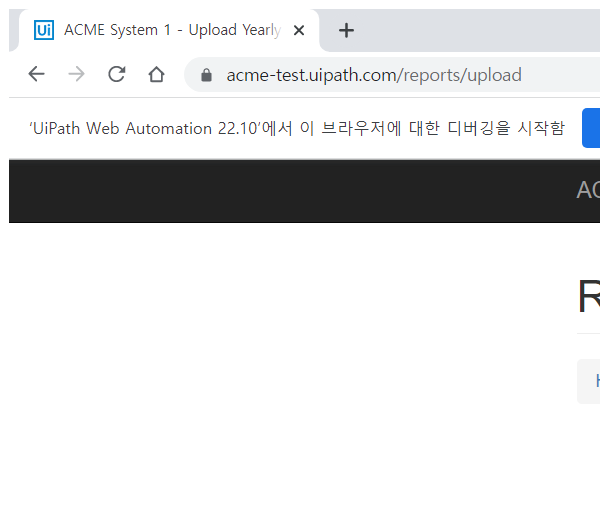 Ui ACME System 1 - Upload Yearly
acme-test.uipath.com/reports/upload
'UiPath Web Automation 22.10'에서 이 브라우저에 대한 디버깅을 시작함
AC
R
H